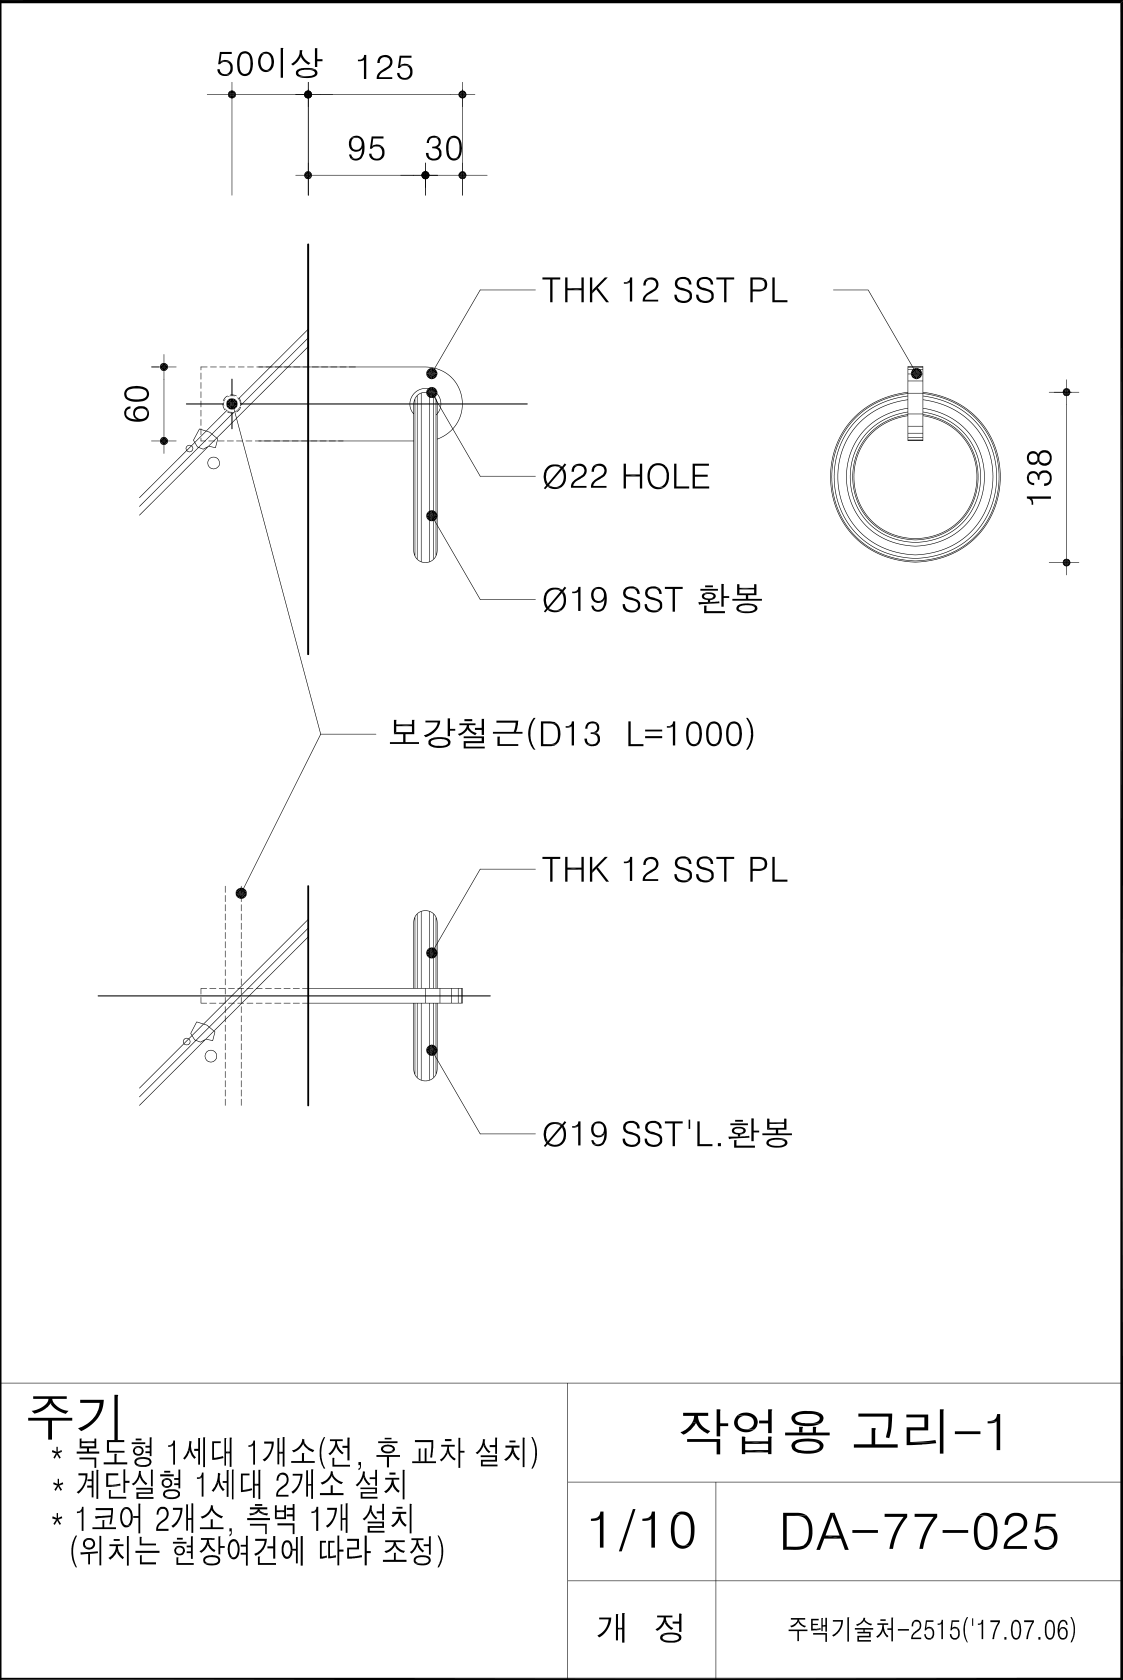 50이상 125
95 30
THK 12 SST PL
60
138
Ø22 HOLE
Ø19 SST 환봉
보강철근(D13 L=1000)
THK 12 SST PL
Ø19 SST'L.환봉
주기
* 복도형 1세대 1개소(전, 후 교차 설치)
* 계단실형 1세대 2개소 설치
* 1코어 2개소, 측벽 1개 설치
(위치는 현장여건에 따라 조정)
작업용 고리-1
1/10 DA-77-025
개 정 주택기술처-2515('17.07.06)